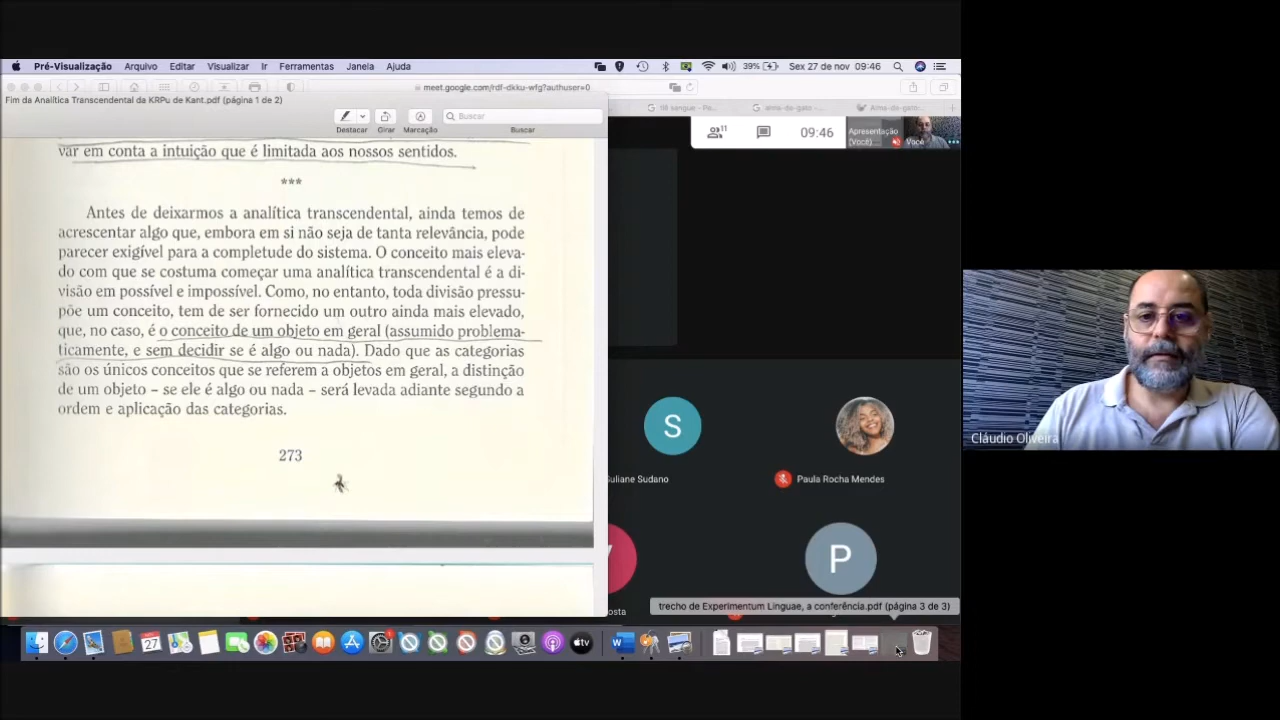 Pré-Visualização Arquivo Editar Visualizar Ir Ferramentas Janela Ajuda 39% Sex 27 de nov 09:46
meet.google.com/rdf-dkku-wfg?authuser=0
Fim da Analítica Transcendental da KRPu de Kant.pdf (página 1 de 2)
Buscar
Destacar Girar Marcação Buscar
11 09:46 Apresentação
(Você)... Você
var em conta a intuição que é limitada aos nossos sentidos.
***
Antes de deixarmos a analítica transcendental, ainda temos de
acrescentar algo que, embora em si não seja de tanta relevância, pode
parecer exigível para a completude do sistema. O conceito mais eleva-
do com que se costuma começar uma analítica transcendental é a di-
visão em possível e impossível. Como, no entanto, toda divisão pressu-
põe um conceito, tem de ser fornecido um outro ainda mais elevado,
que, no caso, é o conceito de um objeto em geral (assumido problema-
ticamente, e sem decidir se é algo ou nada). Dado que as categorias
são os únicos conceitos que se referem a objetos em geral, a distinção
de um objeto – se ele é algo ou nada – será levada adiante segundo a
ordem e aplicação das categorias.
273
S
uliane Sudano
Paula Rocha Mendes
P
osta
trecho de Experimentum Linguae, a conferência.pdf (página 3 de 3)
27
tv
Cláudio Oliveira